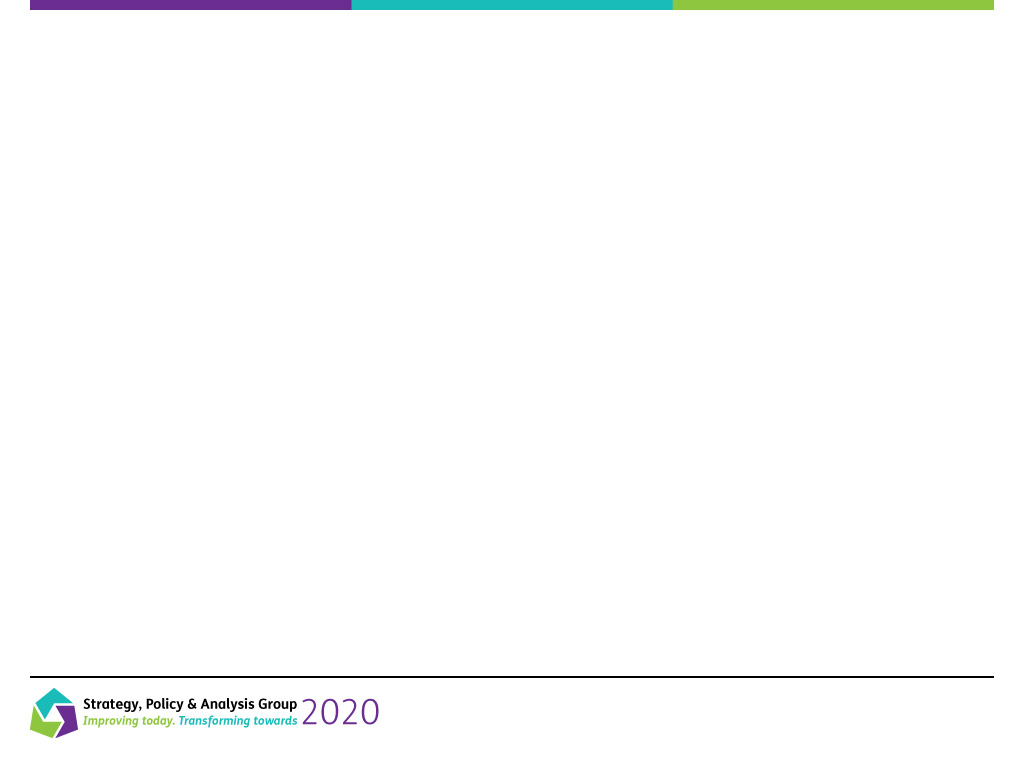 Strategy, Policy & Analysis Group
Improving today. Transforming towards 2020